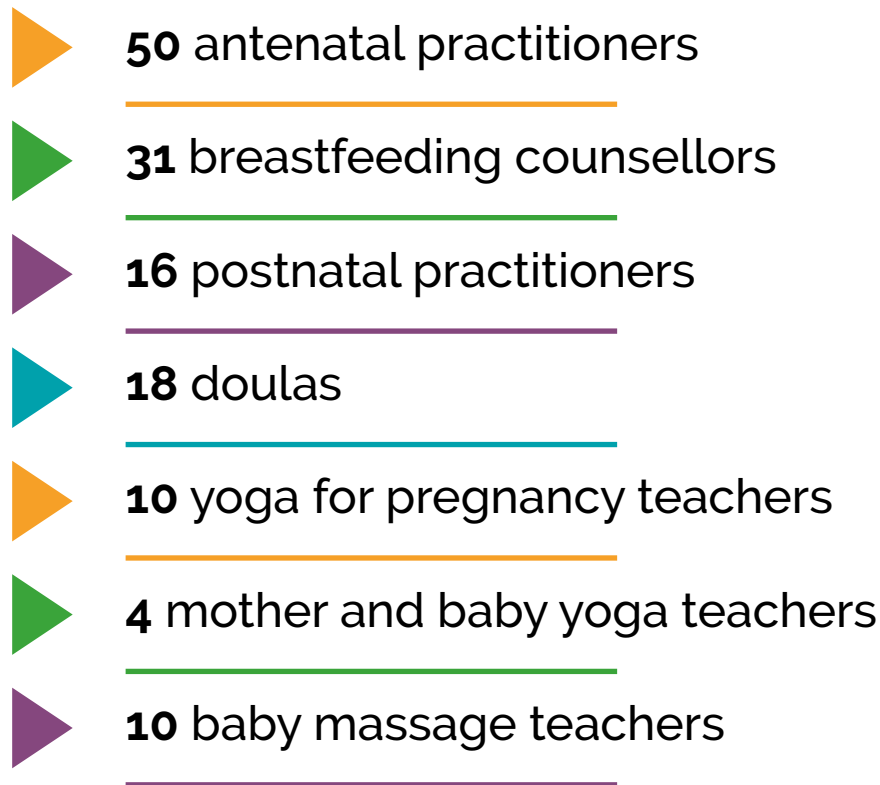 50 antenatal practitioners
31 breastfeeding counsellors
16 postnatal practitioners
18 doulas
10 yoga for pregnancy teachers
4 mother and baby yoga teachers
10 baby massage teachers